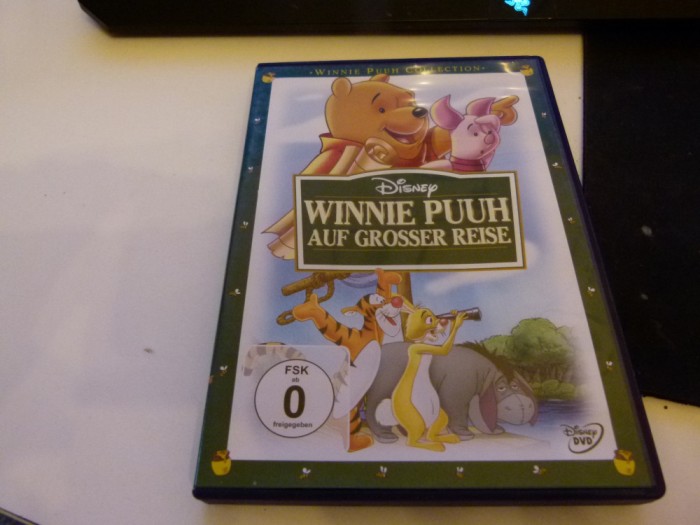 • WINNIE PUUH COLLECTION •
Disney
WINNIE PUUH
AUF GROSSER REISE
FSK
ab
0
freigegeben
Disney
DVD